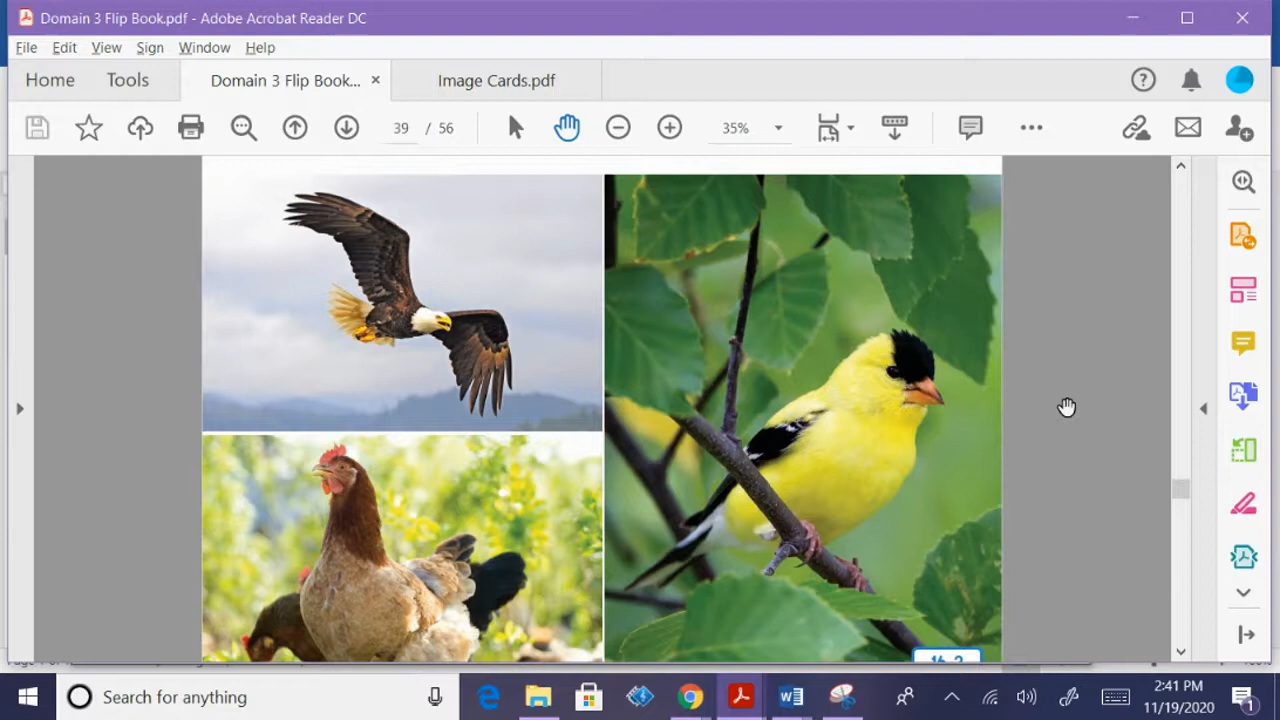 Domain 3 Flip Book.pdf - Adobe Acrobat Reader DC
File Edit View Sign Window Help
Home Tools Domain 3 Flip Book... × Image Cards.pdf
39 / 56 35%
Search for anything
2:41 PM
11/19/2020
1